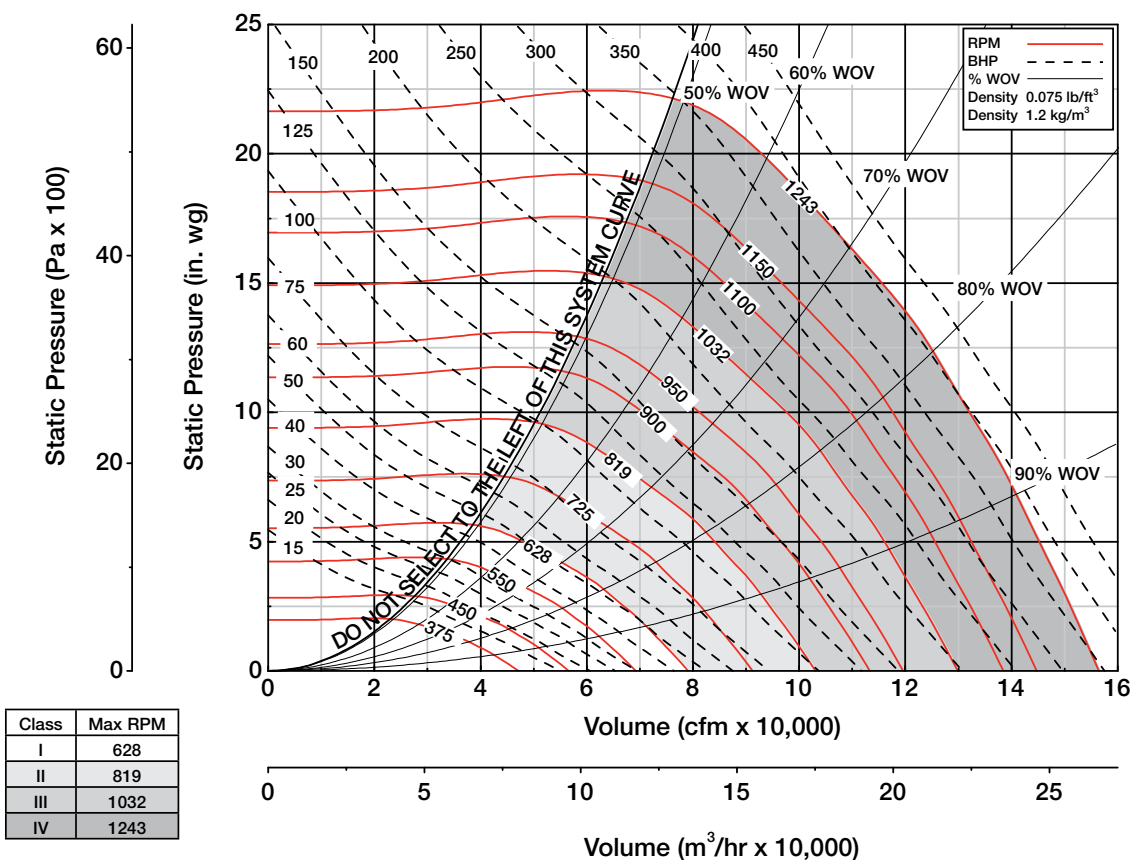 25
20
15
10
5
0
60
40
20
0
Static Pressure (Pa x 100)
Static Pressure (in. wg)
150
200
250
300
350
400
450
125
100
75
60
50
40
30
25
20
15
RPM
BHP
% WOV
Density 0.075 lb/ft³
Density 1.2 kg/m³
50% WOV
60% WOV
70% WOV
80% WOV
90% WOV
DO NOT SELECT TO THE LEFT OF THIS SYSTEM CURVE
1243
1150
1100
1032
950
900
819
725
628
550
450
375
0 2 4 6 8 10 12 14 16
Volume (cfm x 10,000)
0 5 10 15 20 25
Volume (m³/hr x 10,000)
Class Max RPM
I 628
II 819
III 1032
IV 1243